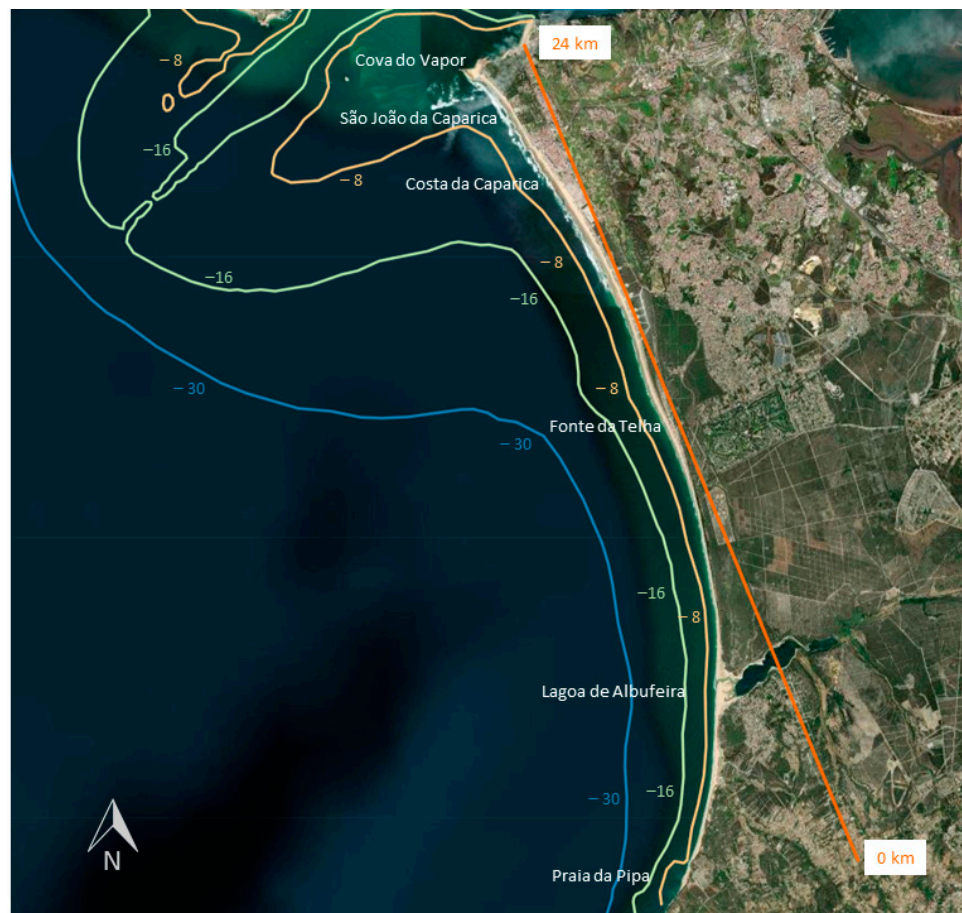 24 km
Cova do Vapor
– 8
São João da Caparica
–16
– 8
Costa da Caparica
– 8
–16
–16
– 30
– 8
Fonte da Telha
– 30
–16
– 8
Lagoa de Albufeira
–16
– 30
0 km
N
Praia da Pipa